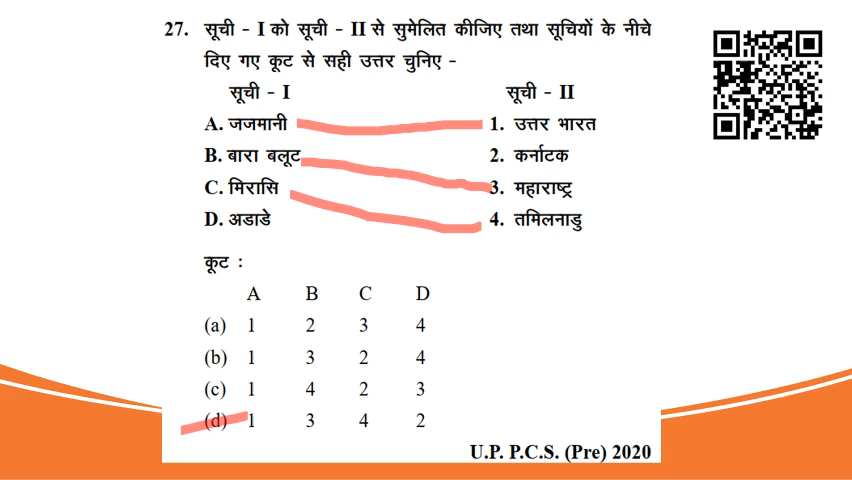 27. सूची - I को सूची - II से सुमेलित कीजिए तथा सूचियों के नीचे
दिए गए कूट से सही उत्तर चुनिए -
सूची - I सूची - II
A. जजमानी 1. उत्तर भारत
B. बारा बलूट 2. कर्नाटक
C. मिरासि 3. महाराष्ट्र
D. अडाडे 4. तमिलनाडु
कूट :
A B C D
(a) 1 2 3 4
(b) 1 3 2 4
(c) 1 4 2 3
(d) 1 3 4 2
U.P. P.C.S. (Pre) 2020